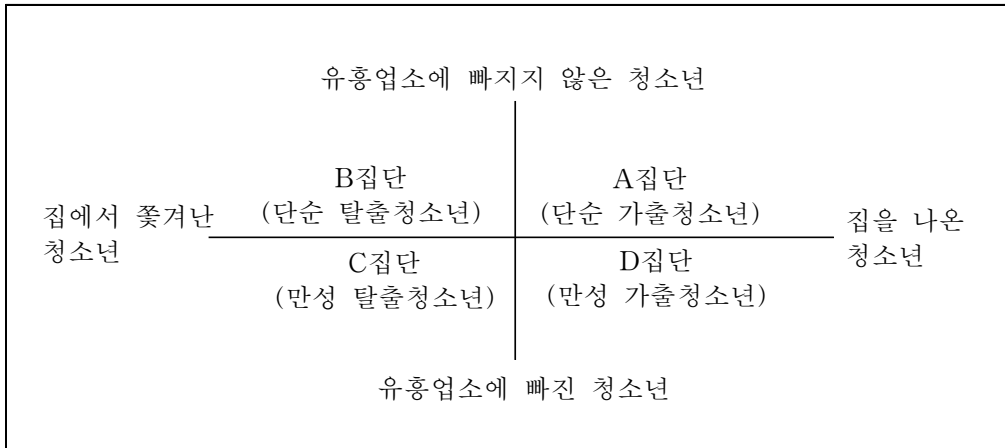 유흥업소에 빠지지 않은 청소년
B집단
(단순 탈출청소년)
A집단
(단순 가출청소년)
집에서 쫓겨난
청소년
집을 나온
청소년
C집단
(만성 탈출청소년)
D집단
(만성 가출청소년)
유흥업소에 빠진 청소년